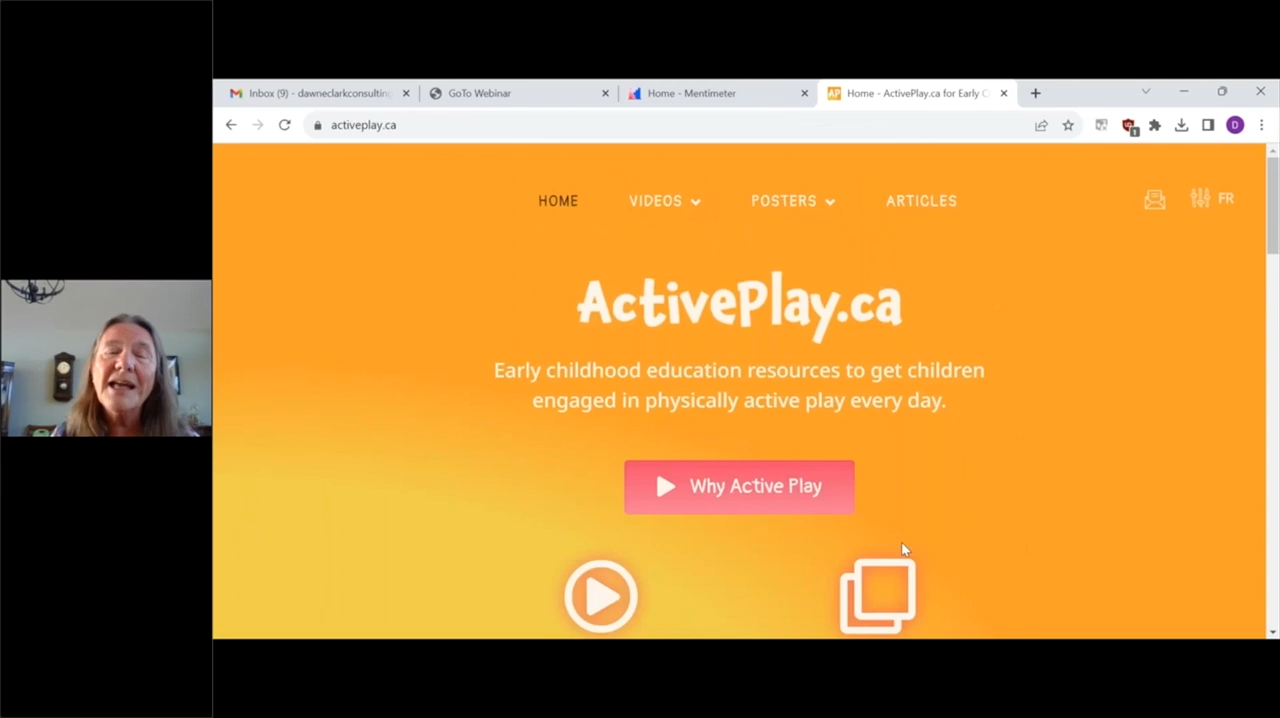 Inbox (9) - dawneclarkconsulting
GoTo Webinar
Home - Mentimeter
Home - ActivePlay.ca for Early C
activeplay.ca
1
D
HOME
VIDEOS
POSTERS
ARTICLES
FR
ActivePlay.ca
Early childhood education resources to get children
engaged in physically active play every day.
Why Active Play